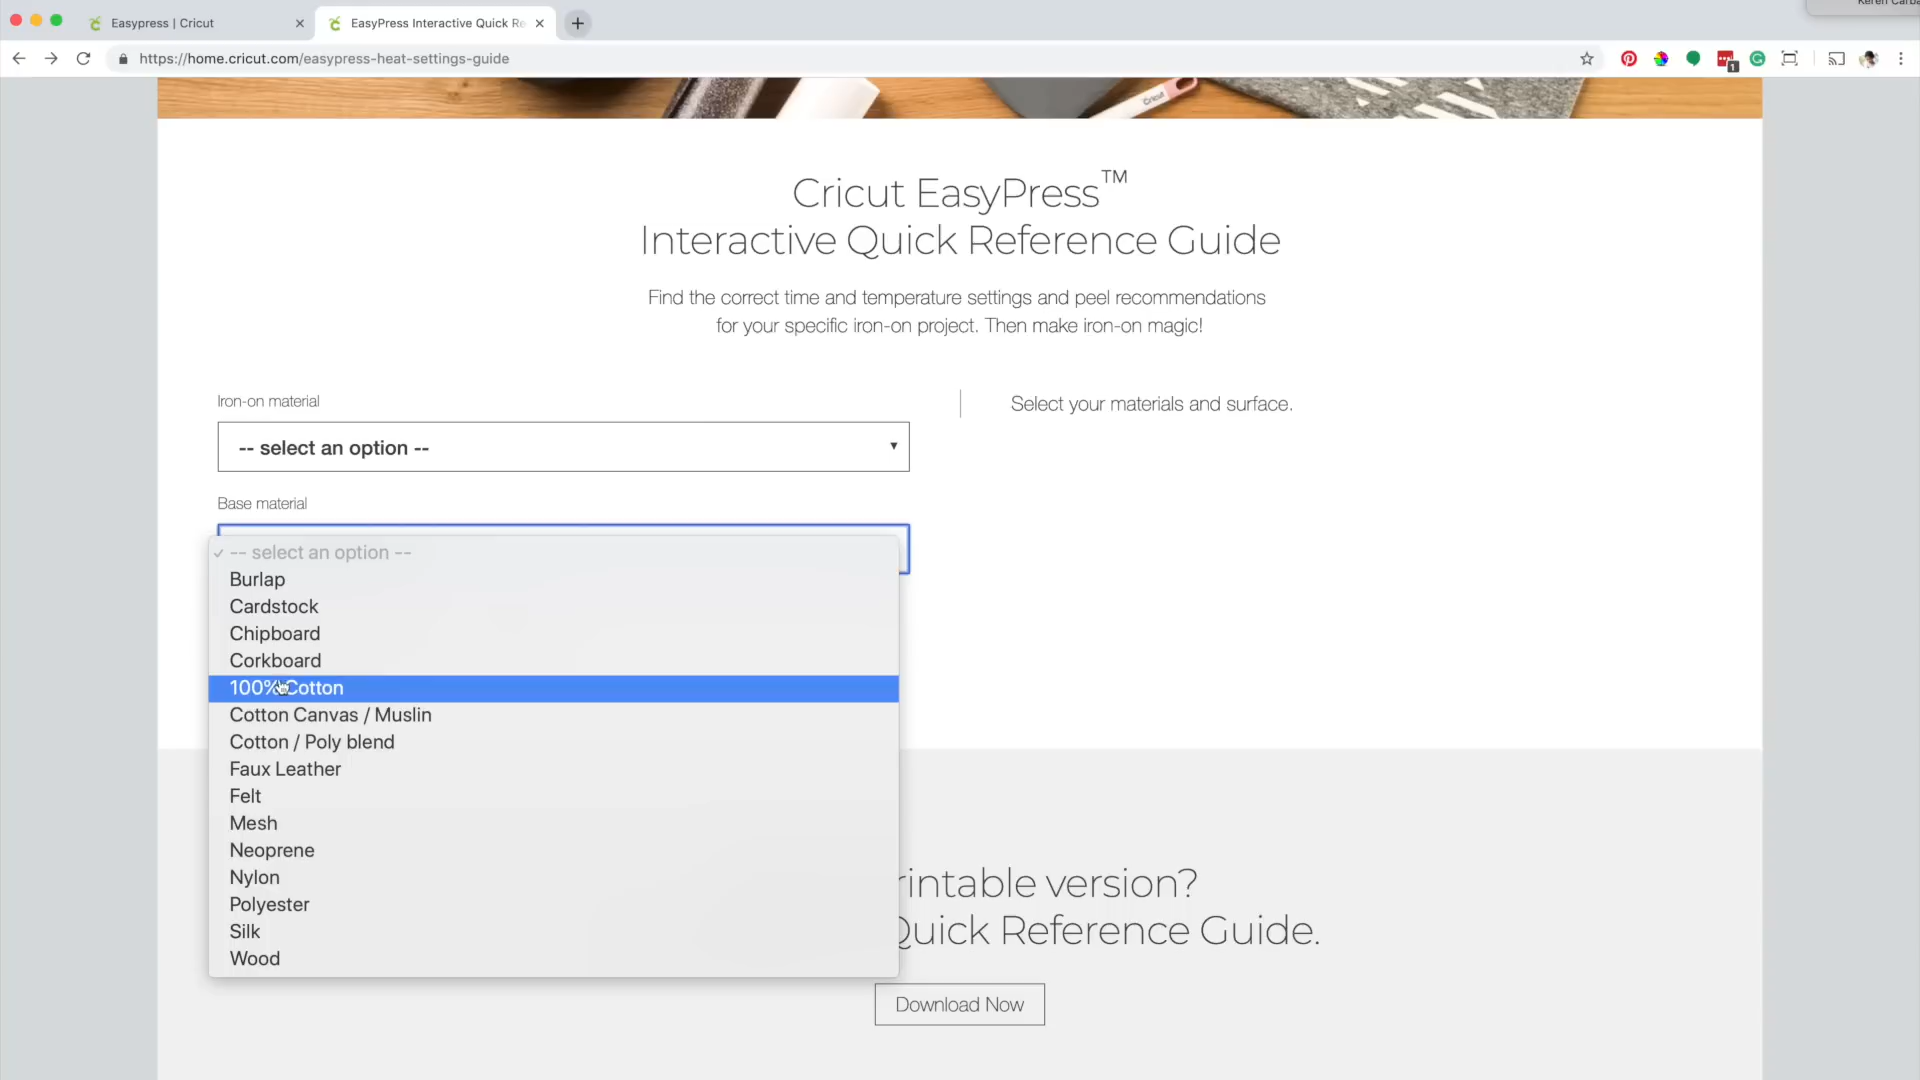 Easypress | Cricut
EasyPress Interactive Quick Re
https://home.cricut.com/easypress-heat-settings-guide
1
Cricut
Cricut EasyPress™
Interactive Quick Reference Guide
Find the correct time and temperature settings and peel recommendations
for your specific iron-on project. Then make iron-on magic!
Iron-on material
-- select an option --
Select your materials and surface.
Base material
-- select an option --
Burlap
Cardstock
Chipboard
Corkboard
100% Cotton
Cotton Canvas / Muslin
Cotton / Poly blend
Faux Leather
Felt
Mesh
Neoprene
Nylon
Polyester
Silk
Wood
version?
Quick Reference Guide.
Download Now